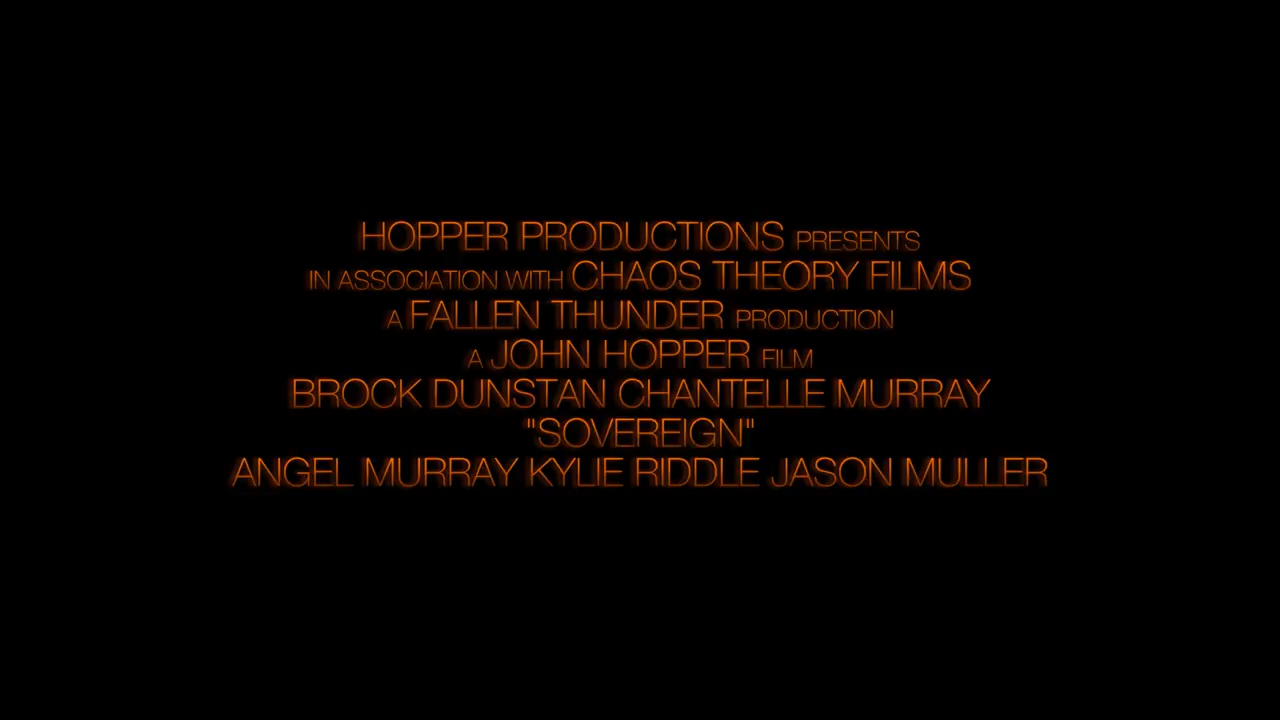 HOPPER PRODUCTIONS PRESENTS
IN ASSOCIATION WITH CHAOS THEORY FILMS
A FALLEN THUNDER PRODUCTION
A JOHN HOPPER FILM
BROCK DUNSTAN CHANTELLE MURRAY
"SOVEREIGN"
ANGEL MURRAY KYLIE RIDDLE JASON MULLER